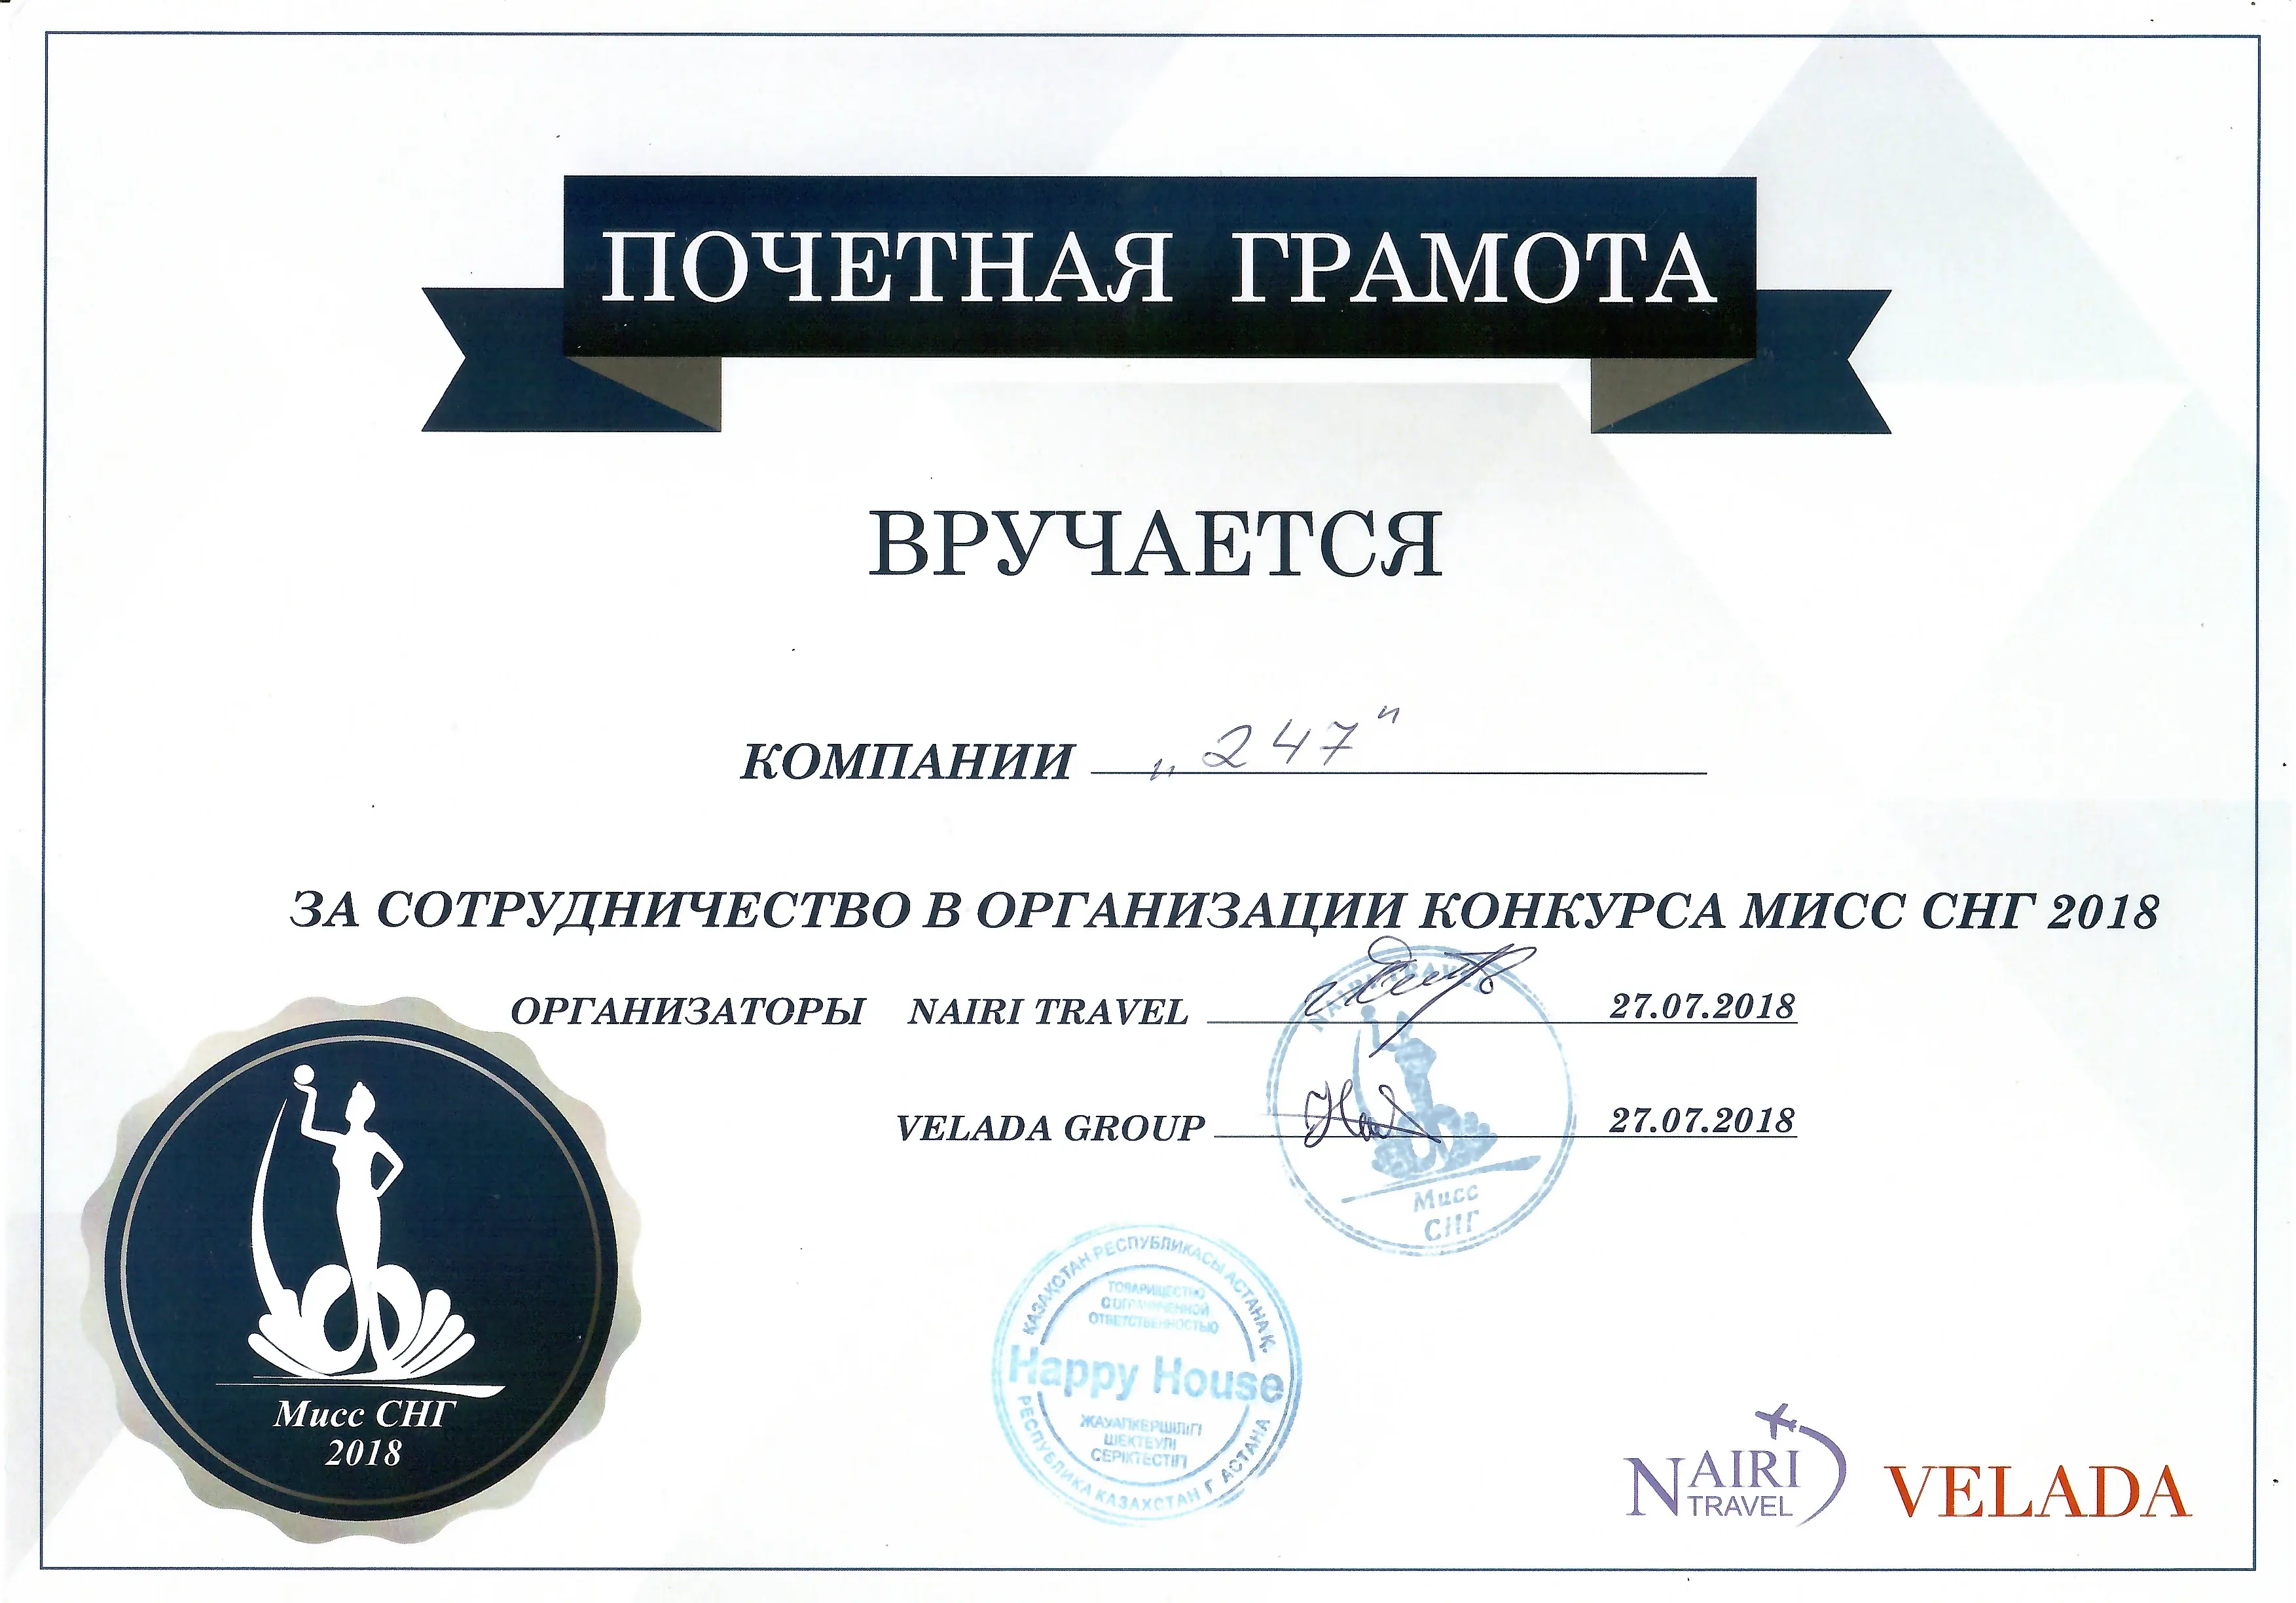 ПОЧЕТНАЯ ГРАМОТА
ВРУЧАЕТСЯ
КОМПАНИИ „247"
ЗА СОТРУДНИЧЕСТВО В ОРГАНИЗАЦИИ КОНКУРСА МИСС СНГ 2018
ОРГАНИЗАТОРЫ NAIRI TRAVEL 27.07.2018
VELADA GROUP 27.07.2018
NAIRI TRAVEL
Мисс
СНГ
Мисс СНГ
2018
ҚАЗАҚСТАН РЕСПУБЛИКАСЫ АСТАНА Қ.
ТОВАРИЩЕСТВО
С ОГРАНИЧЕННОЙ
ОТВЕТСТВЕННОСТЬЮ
Happy House
ЖАУАПКЕРШІЛІГІ
ШЕКТЕУЛІ
СЕРІКТЕСТІГІ
РЕСПУБЛИКА КАЗАХСТАН Г. АСТАНА
NAIRI
TRAVEL
VELADA